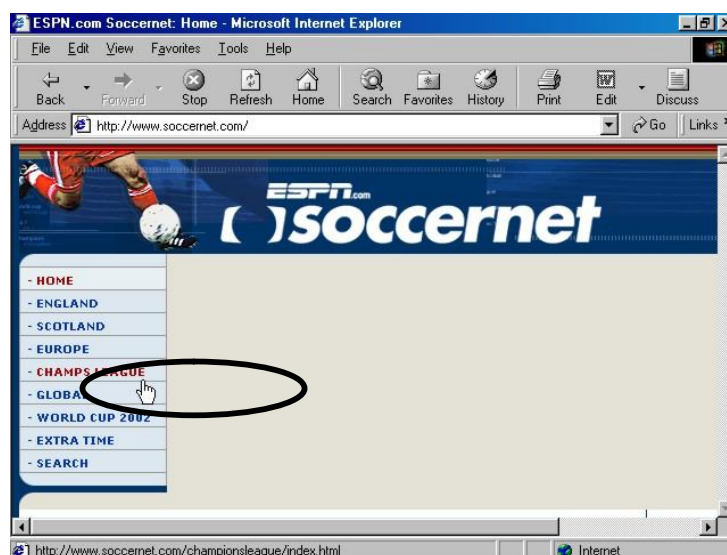 ESPN.com Soccernet: Home - Microsoft Internet Explorer
File Edit View Favorites Tools Help
Back Forward Stop Refresh Home Search Favorites History Print Edit Discuss
Address http://www.soccernet.com/ Go Links
ESPN.com
soccernet
- HOME
- ENGLAND
- SCOTLAND
- EUROPE
- CHAMPS LEAGUE
- GLOBAL
- WORLD CUP 2002
- EXTRA TIME
- SEARCH
http://www.soccernet.com/championsleague/index.html Internet